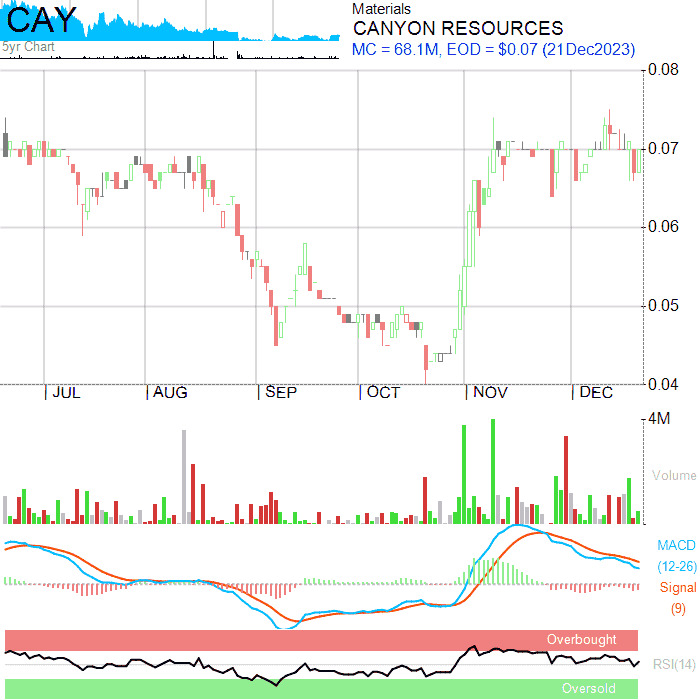 CAY
5yr Chart
Materials
CANYON RESOURCES
MC = 68.1M, EOD = $0.07 (21Dec2023)
0.08
0.07
0.06
0.05
0.04
JUL AUG SEP OCT NOV DEC
4M
Volume
MACD
(12-26)
Signal
(9)
Overbought
RSI(14)
Oversold